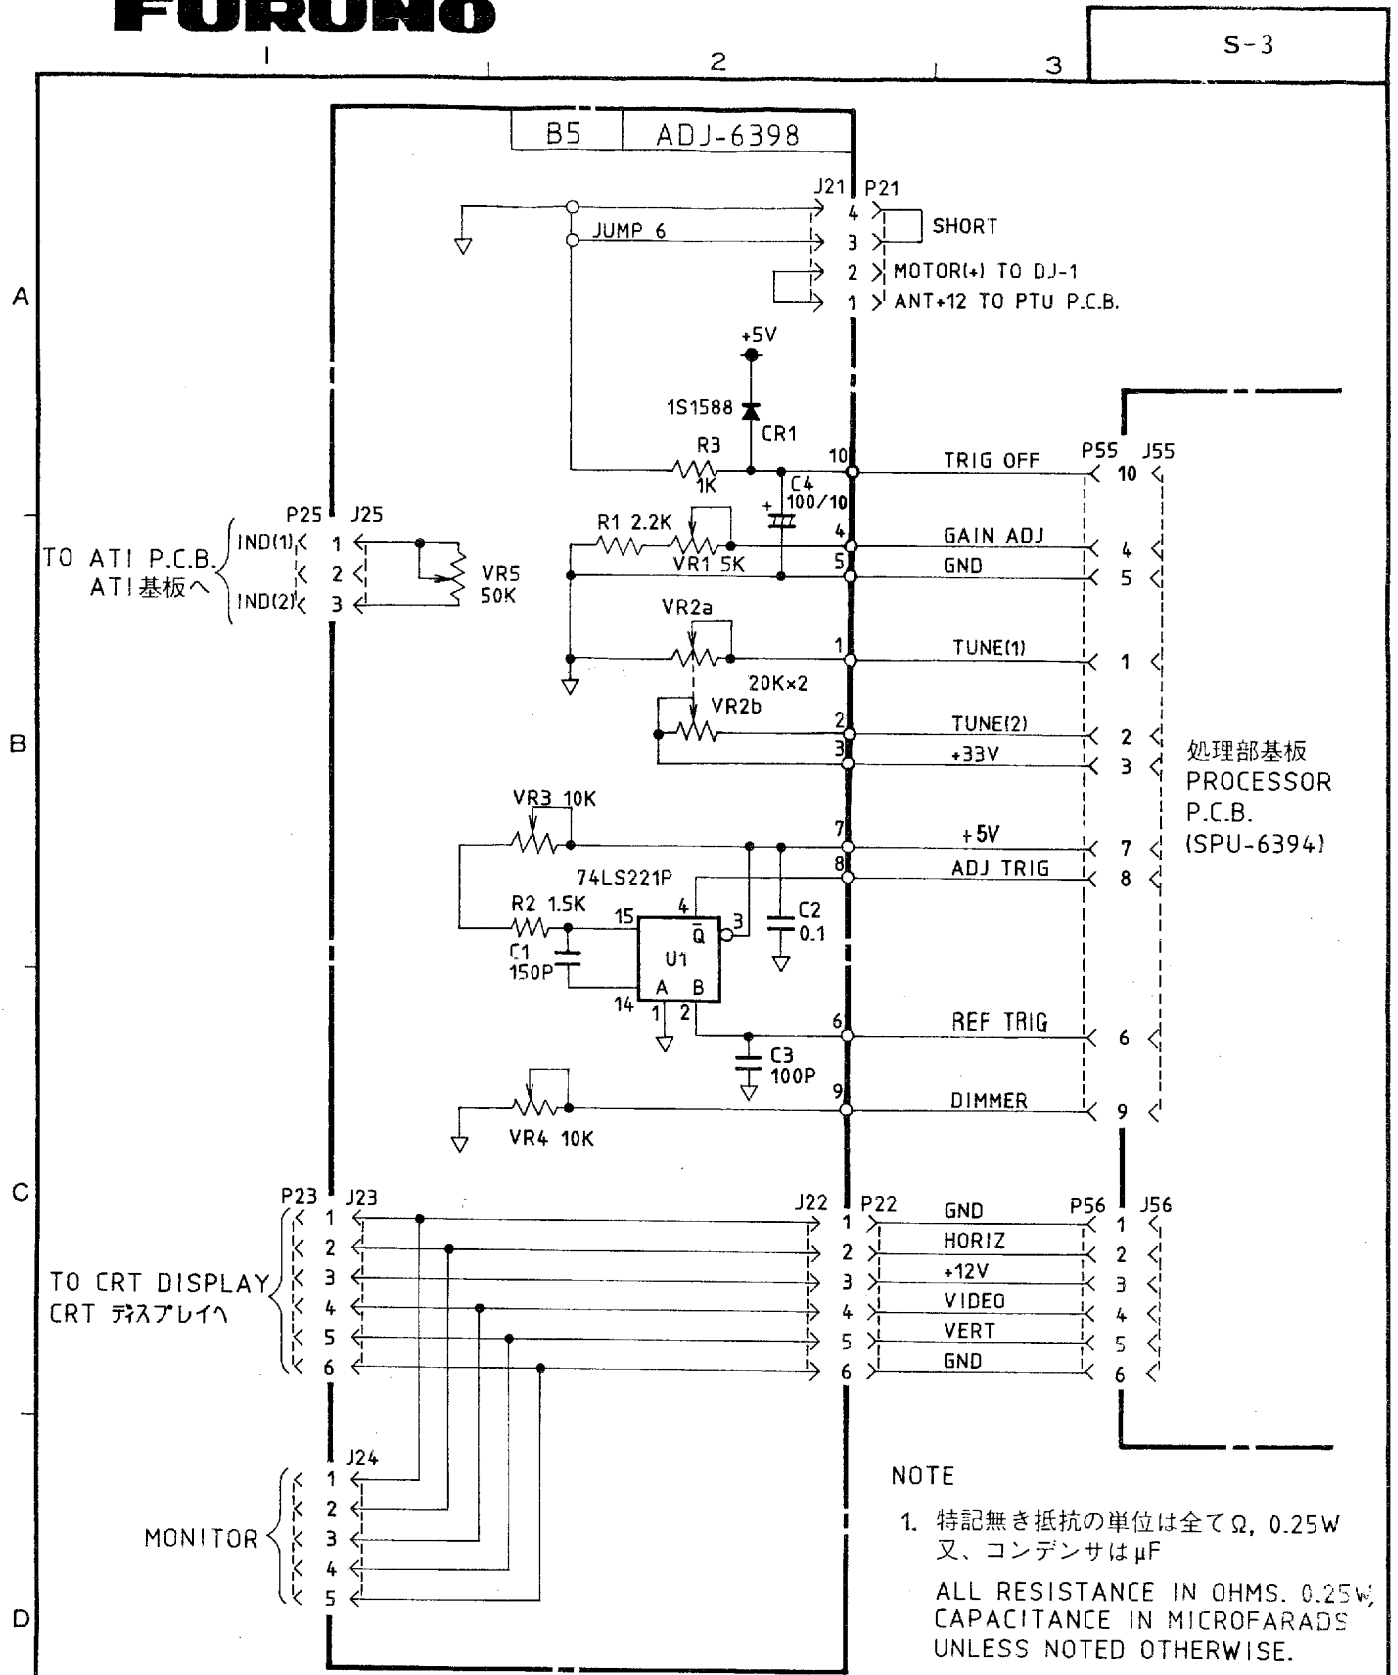 FURUNO
S-3
1 2 3
B5 ADJ-6398
J21 P21
4
SHORT
JUMP 6
3
2 MOTOR(+) TO DJ-1
1 ANT+12 TO PTU P.C.B.
A
+5V
1S1588
CR1
R3
1K
10 TRIG OFF
P55 J55
10
C4
+ 100/10
P25 J25
TO ATI P.C.B.
ATI基板へ
IND(1) 1
2
IND(2) 3
VR5
50K
R1 2.2K
VR1 5K
4 GAIN ADJ 4
5 GND 5
VR2a
1 TUNE(1) 1
20K×2
VR2b
2 TUNE(2) 2
3 +33V 3
B
処理部基板
PROCESSOR
P.C.B.
(SPU-6394)
VR3 10K
7 +5V 7
8 ADJ TRIG 8
74LS221P
R2 1.5K
15 4 Q̅ 3
C2
0.1
C1
150P
U1
A B
14 1 2
6 REF TRIG 6
C3
100P
9 DIMMER 9
VR4 10K
C
P23 J23
J22 P22
P56 J56
1 1 GND 1
2 2 HORIZ 2
3 3 +12V 3
4 4 VIDEO 4
5 5 VERT 5
6 6 GND 6
TO CRT DISPLAY
CRT ディスプレイへ
J24
1
2
3
4
5
MONITOR
D
NOTE
1. 特記無き抵抗の単位は全てΩ, 0.25W
又、コンデンサはμF
ALL RESISTANCE IN OHMS. 0.25W,
CAPACITANCE IN MICROFARADS
UNLESS NOTED OTHERWISE.